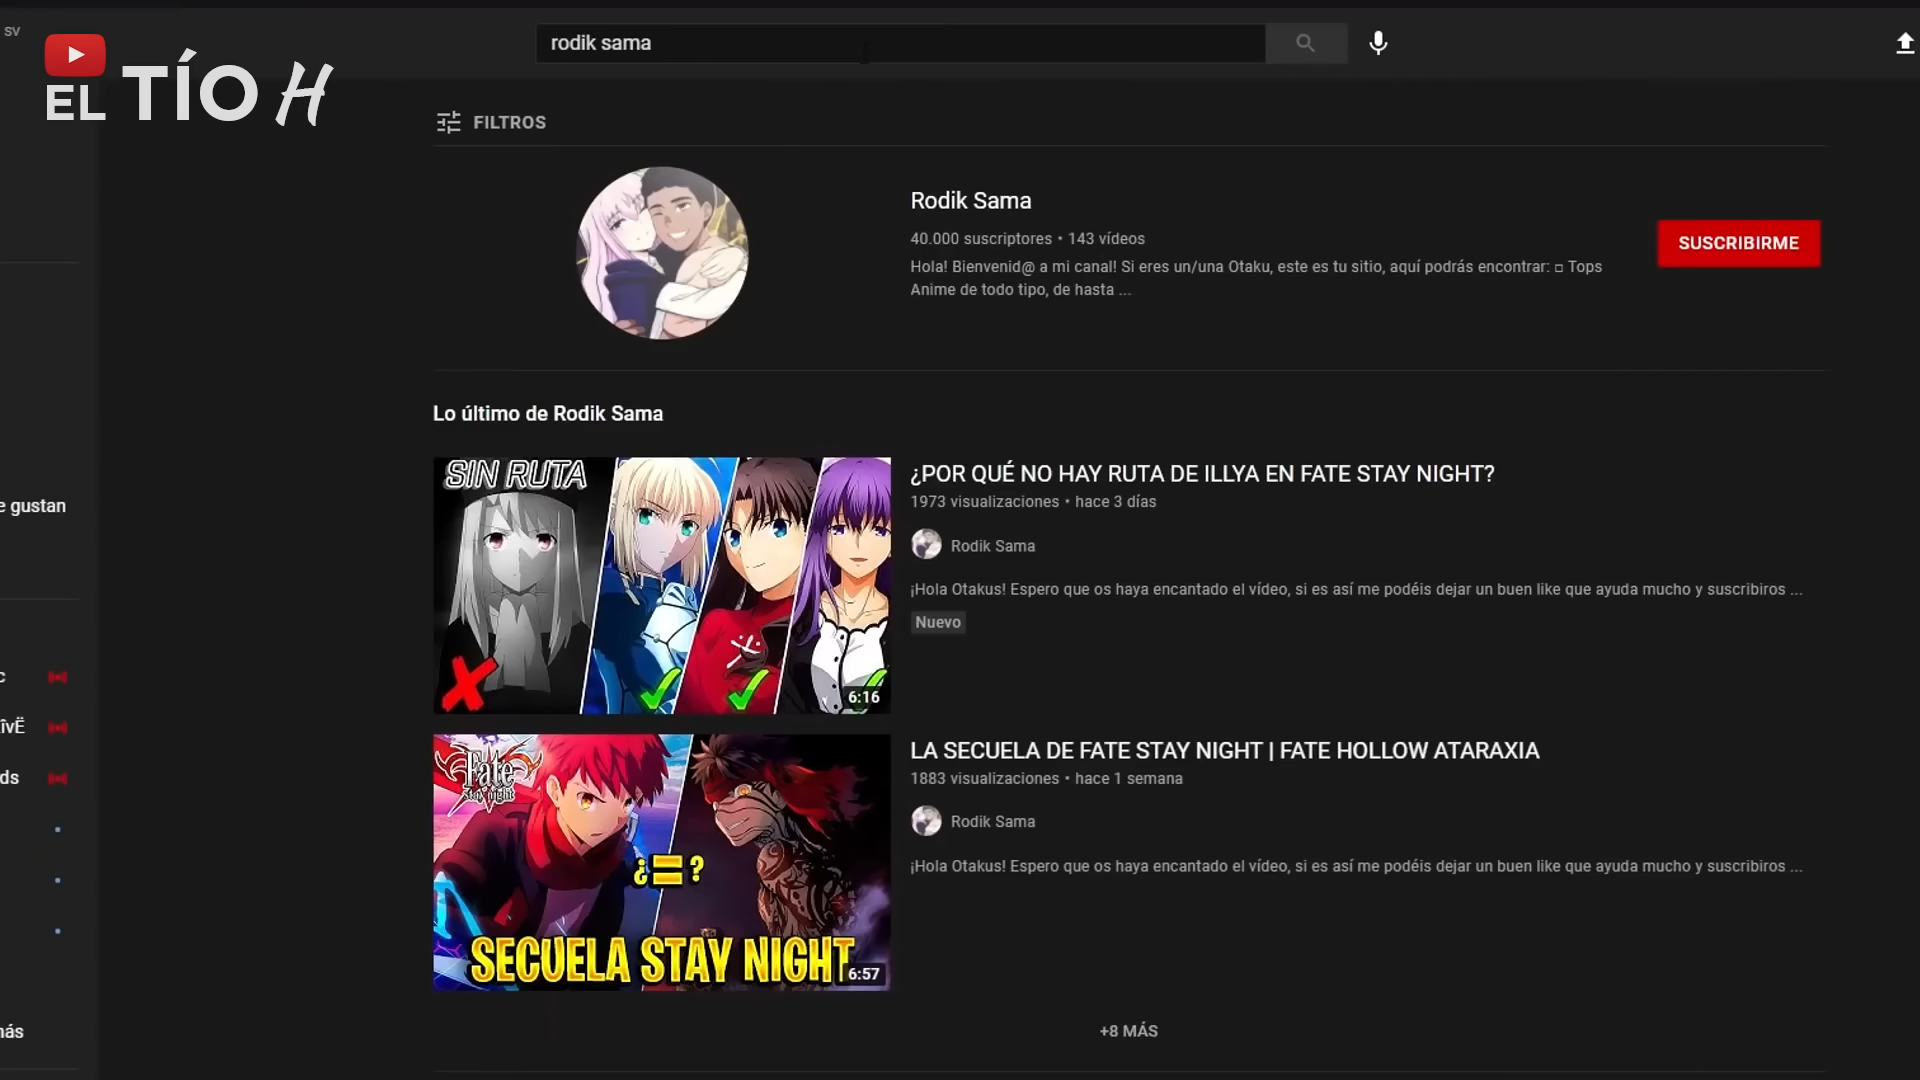 SV
EL TÍO H
rodik sama
FILTROS
Rodik Sama
40.000 suscriptores • 143 vídeos
SUSCRIBIRME
Hola! Bienvenid@ a mi canal! Si eres un/una Otaku, este es tu sitio, aquí podrás encontrar: □ Tops
Anime de todo tipo, de hasta ...
Lo último de Rodik Sama
SIN RUTA
6:16
¿POR QUÉ NO HAY RUTA DE ILLYA EN FATE STAY NIGHT?
1973 visualizaciones • hace 3 días
Rodik Sama
¡Hola Otakus! Espero que os haya encantado el vídeo, si es así me podéis dejar un buen like que ayuda mucho y suscribiros ...
Nuevo
e gustan
c
îvË
ds
más
Fate
stay night
¿=?
SECUELA STAY NIGHT
6:57
LA SECUELA DE FATE STAY NIGHT | FATE HOLLOW ATARAXIA
1883 visualizaciones • hace 1 semana
Rodik Sama
¡Hola Otakus! Espero que os haya encantado el vídeo, si es así me podéis dejar un buen like que ayuda mucho y suscribiros ...
+8 MÁS